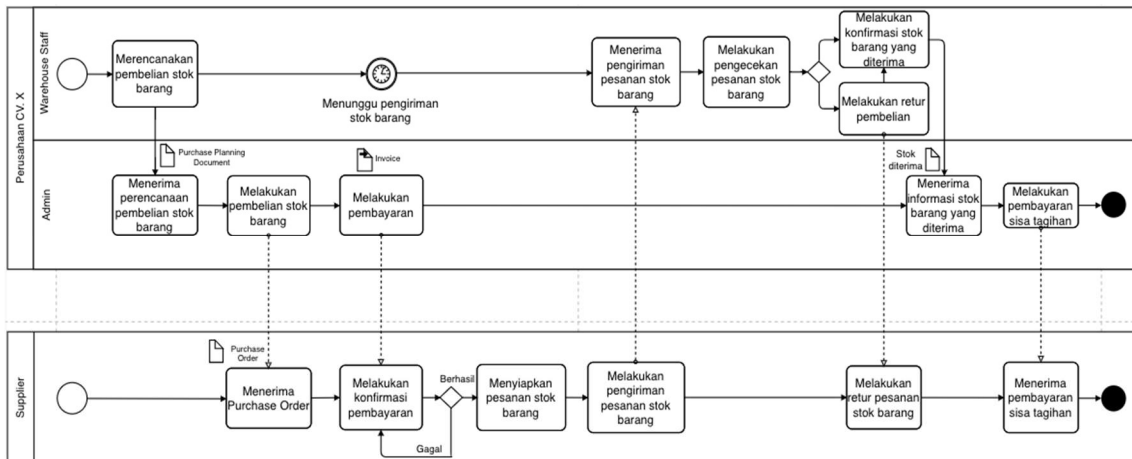 Perusahaan CV. X
Warehouse Staff
Merencanakan
pembelian stok
barang
Menunggu pengiriman
stok barang
Menerima
pengiriman
pesanan stok
barang
Melakukan
pengecekan
pesanan stok
barang
Melakukan
konfirmasi stok
barang yang
diterima
Melakukan retur
pembelian
Admin
Purchase Planning
Document
Menerima
perencanaan
pembelian stok
barang
Melakukan
pembelian stok
barang
Invoice
Melakukan
pembayaran
Stok
diterima
Menerima
informasi stok
barang yang
diterima
Melakukan
pembayaran
sisa tagihan
Supplier
Purchase
Order
Menerima
Purchase Order
Melakukan
konfirmasi
pembayaran
Berhasil
Gagal
Menyiapkan
pesanan stok
barang
Melakukan
pengiriman
pesanan stok
barang
Melakukan
retur pesanan
stok barang
Menerima
pembayaran
sisa tagihan